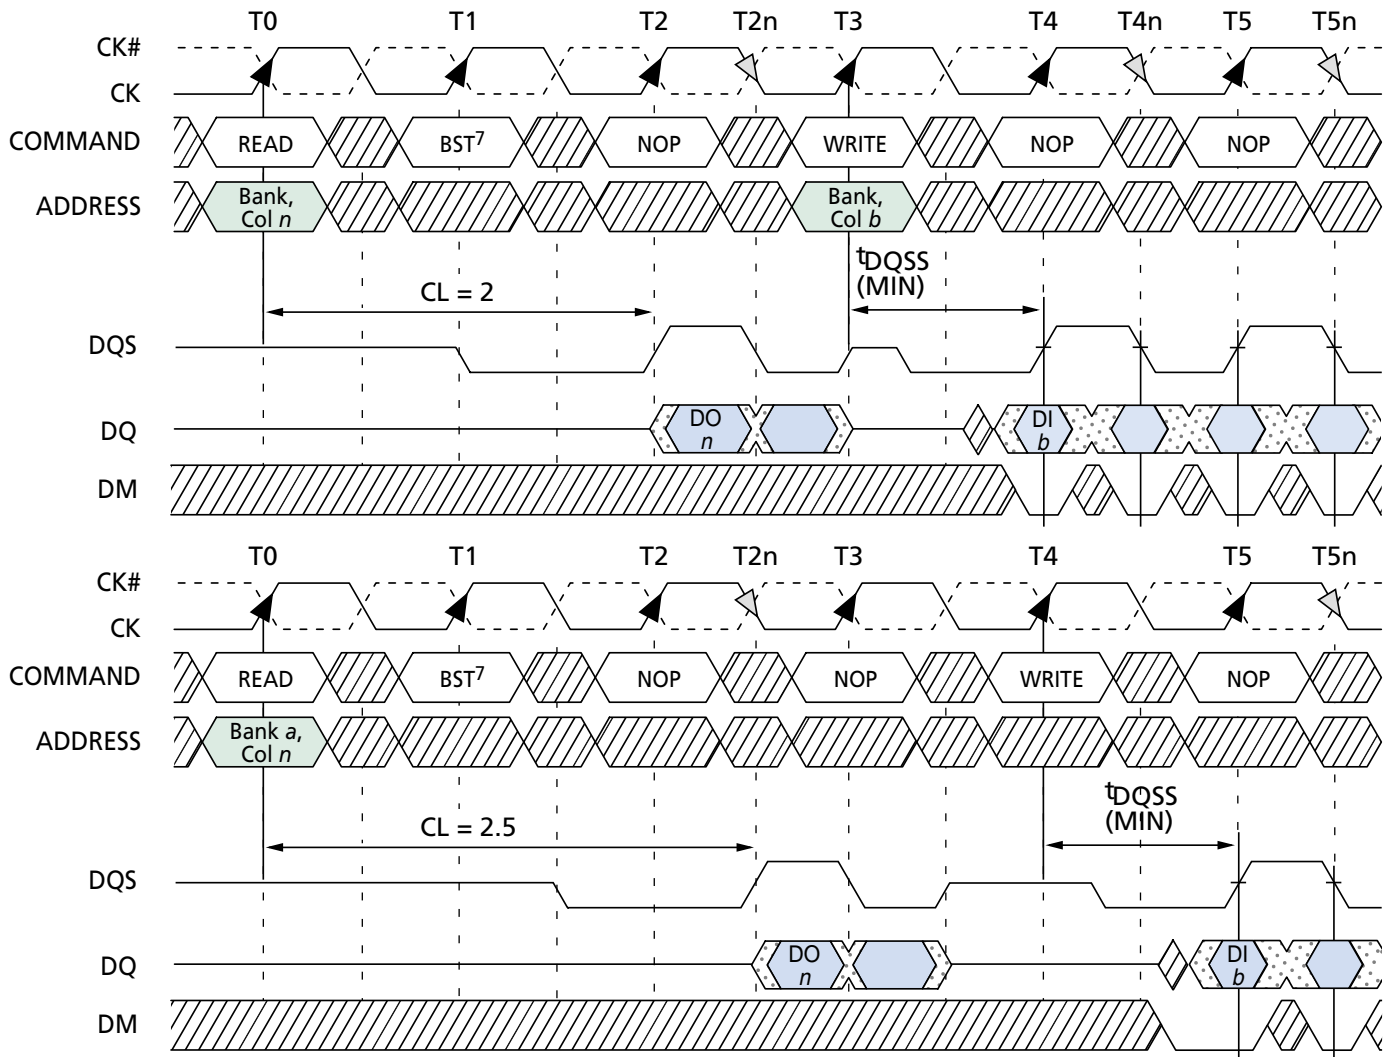 T0 T1 T2 T2n T3 T4 T4n T5 T5n
CK#
CK
COMMAND READ BST7 NOP WRITE NOP NOP
ADDRESS Bank, Bank,
Col n Col b
tDQSS
(MIN)
CL = 2
DQS
DO DI
DQ
n b
DM
T0 T1 T2 T2n T3 T4 T5 T5n
CK#
CK
COMMAND READ BST7 NOP NOP WRITE NOP
ADDRESS Bank a,
Col n
tDQSS
(MIN)
CL = 2.5
DQS
DO DI
DQ
n b
DM